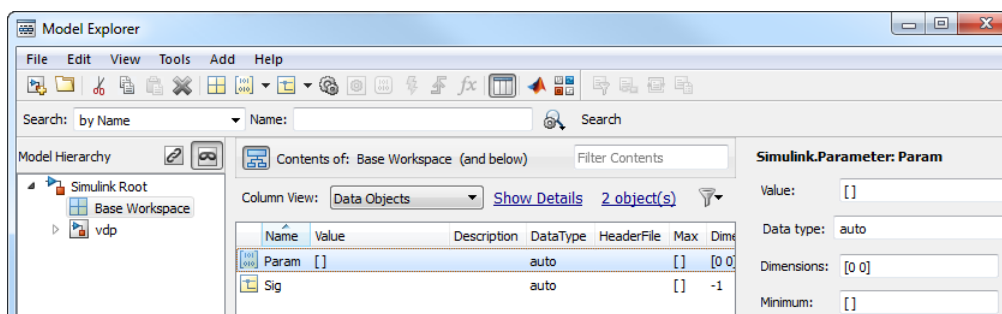 Model Explorer
File Edit View Tools Add Help
fx
Search: by Name Name: Search
Model Hierarchy
Simulink Root
Base Workspace
vdp
Contents of: Base Workspace (and below) Filter Contents
Column View: Data Objects Show Details 2 object(s)
Name Value Description DataType HeaderFile Max Dime
Param [ ] auto [ ] [0 0]
Sig auto [ ] -1
Simulink.Parameter: Param
Value: [ ]
Data type: auto
Dimensions: [0 0]
Minimum: [ ]